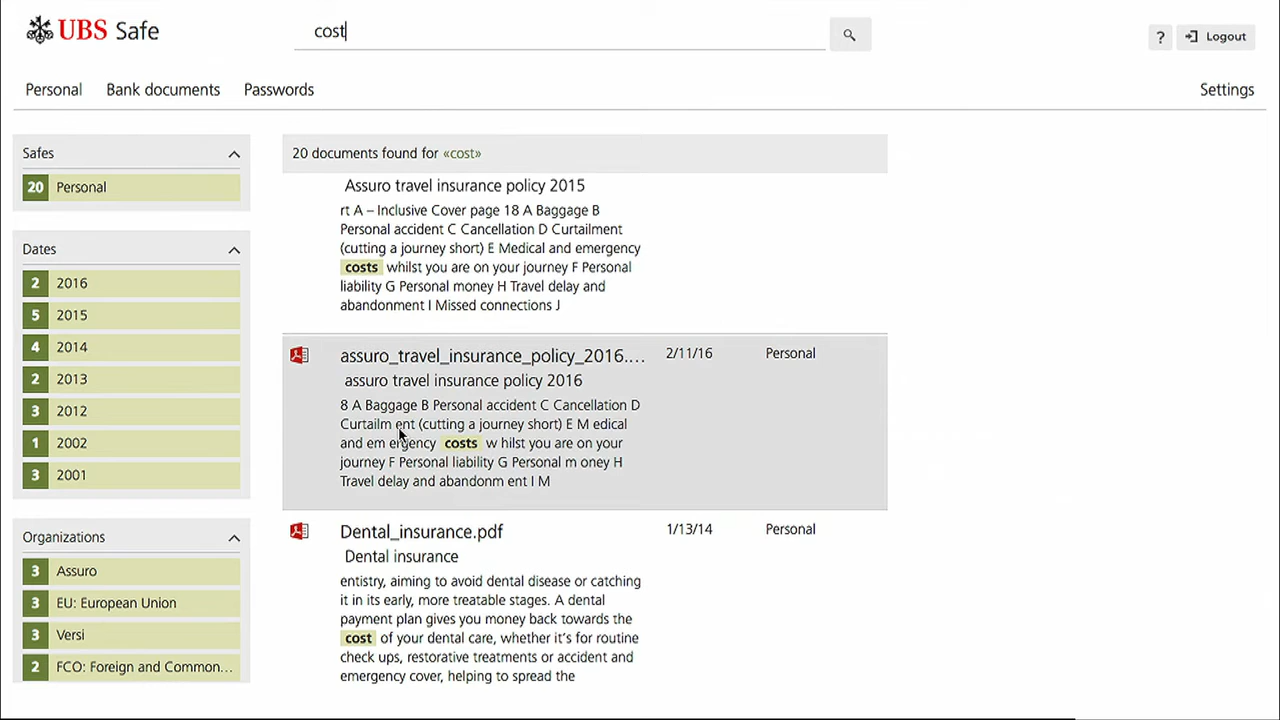 UBS Safe
cost
?
Logout
Personal
Bank documents
Passwords
Settings
Safes
20 Personal
Dates
2 2016
5 2015
4 2014
2 2013
3 2012
1 2002
3 2001
Organizations
3 Assuro
3 EU: European Union
3 Versi
2 FCO: Foreign and Common...
20 documents found for «cost»
Assuro travel insurance policy 2015
rt A – Inclusive Cover page 18 A Baggage B
Personal accident C Cancellation D Curtailment
(cutting a journey short) E Medical and emergency
costs whilst you are on your journey F Personal
liability G Personal money H Travel delay and
abandonment I Missed connections J
assuro_travel_insurance_policy_2016.... 2/11/16 Personal
assuro travel insurance policy 2016
8 A Baggage B Personal accident C Cancellation D
Curtailm ent (cutting a journey short) E M edical
and em ergency costs w hilst you are on your
journey F Personal liability G Personal m oney H
Travel delay and abandonm ent I M
Dental_insurance.pdf 1/13/14 Personal
Dental insurance
entistry, aiming to avoid dental disease or catching
it in its early, more treatable stages. A dental
payment plan gives you money back towards the
cost of your dental care, whether it's for routine
check ups, restorative treatments or accident and
emergency cover, helping to spread the